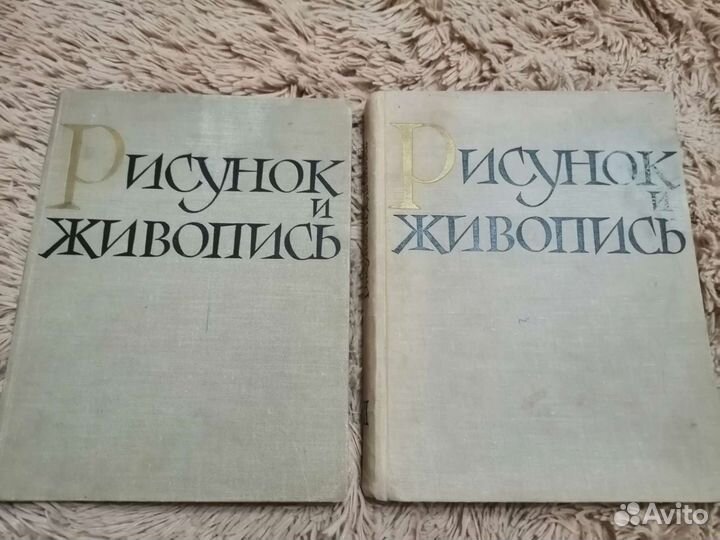 Рисунок
и
живопись
Рисунок
и
живопись
I
Avito